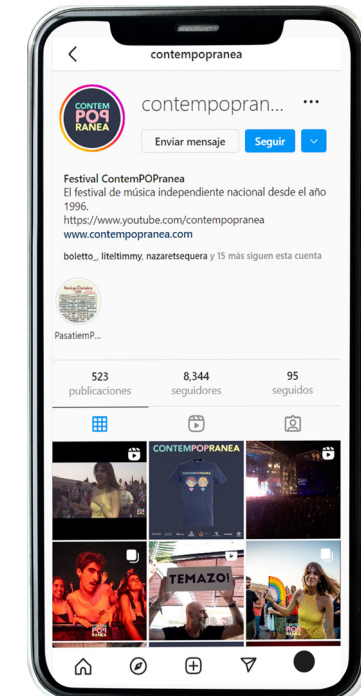 contempopranea
CONTEM
POP
RANEA
contempopran... ...
Enviar mensaje
Seguir
Festival ContemPOPranea
El festival de música independiente nacional desde el año
1996.
https://www.youtube.com/contempopranea
www.contempopranea.com
boletto_, liteltimmy, nazaretsequera y 15 más siguen esta cuenta
PasatiemP...
523
publicaciones
8,344
seguidores
95
seguidos
CONTEMPOPRANEA
TEMAZO!